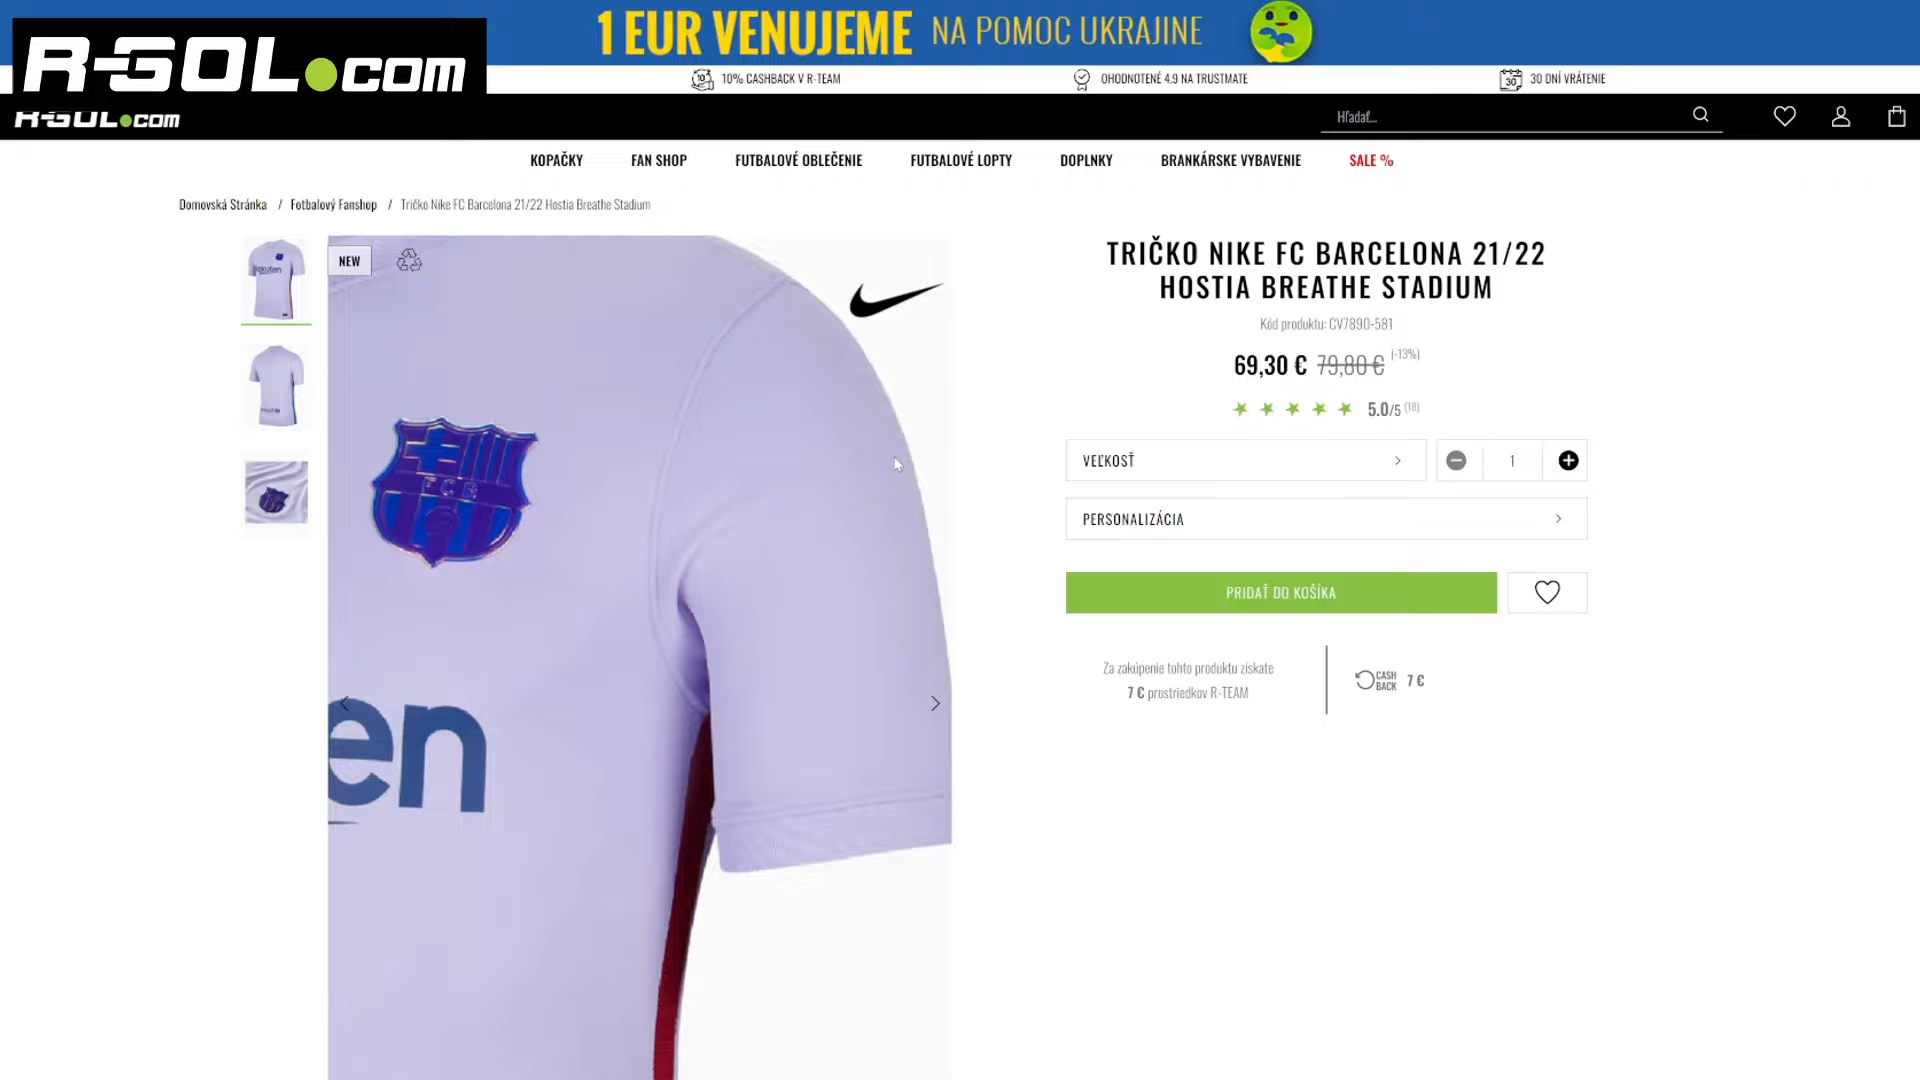 1 EUR VENUJEME NA POMOC UKRAJINE
R-GOL.com
10% CASHBACK V R-TEAM
OHODNOTENÉ 4.9 NA TRUSTMATE
30 DNÍ VRÁTENIE
R-GOL.com
Hľadať...
KOPAČKY
FAN SHOP
FUTBALOVÉ OBLEČENIE
FUTBALOVÉ LOPTY
DOPLNKY
BRANKÁRSKE VYBAVENIE
SALE %
Domovská Stránka / Fotbalový Fanshop / Tričko Nike FC Barcelona 21/22 Hostia Breathe Stadium
NEW
FCB
en
TRIČKO NIKE FC BARCELONA 21/22
HOSTIA BREATHE STADIUM
Kód produktu: CV7890-581
69,30 € 79,80 € (-13%)
5.0/5 (18)
VEĽKOSŤ
1
PERSONALIZÁCIA
PRIDAŤ DO KOŠÍKA
Za zakúpenie tohto produktu získate
7 € prostriedkov R-TEAM
CASH
BACK
7 €